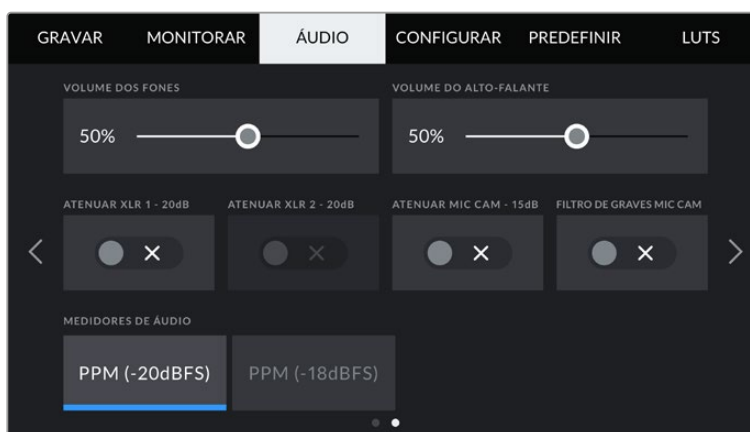 GRAVAR MONITORAR ÁUDIO CONFIGURAR PREDEFINIR LUTS
VOLUME DOS FONES VOLUME DO ALTO-FALANTE
50% 50%
ATENUAR XLR 1 - 20dB ATENUAR XLR 2 - 20dB ATENUAR MIC CAM - 15dB FILTRO DE GRAVES MIC CAM
MEDIDORES DE ÁUDIO
PPM (-20dBFS) PPM (-18dBFS)